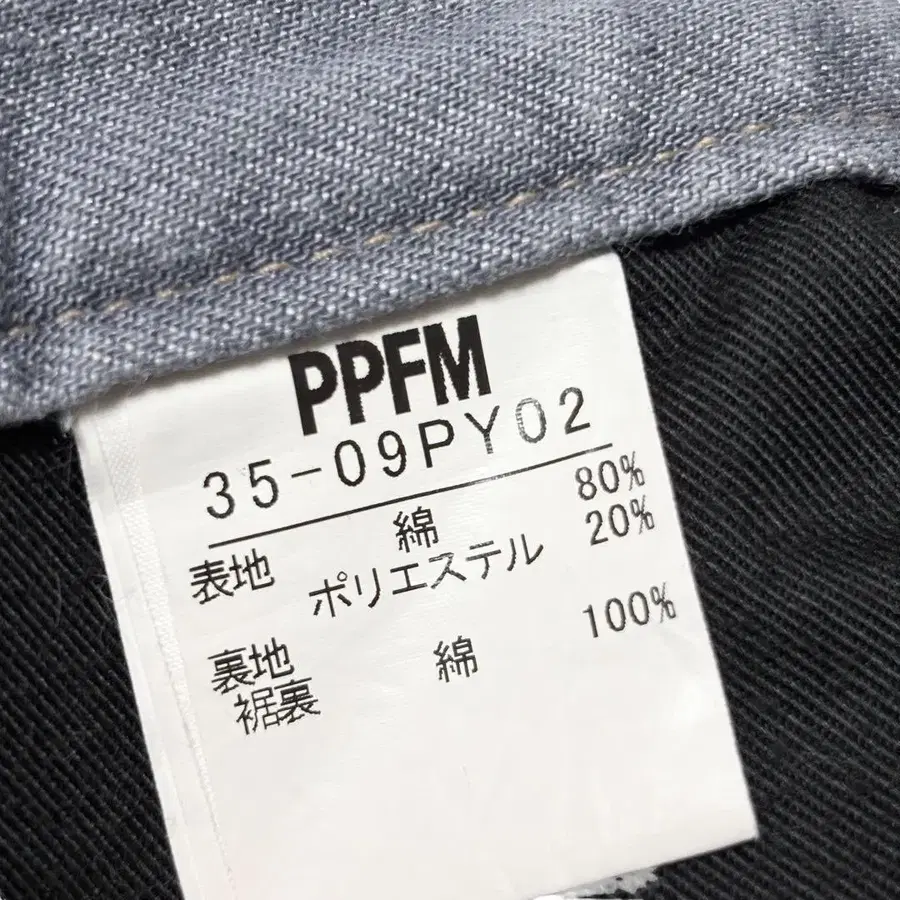 PPFM
35-09PY02
表地 綿 80%
ポリエステル 20%
裏地 綿 100%
裾裏